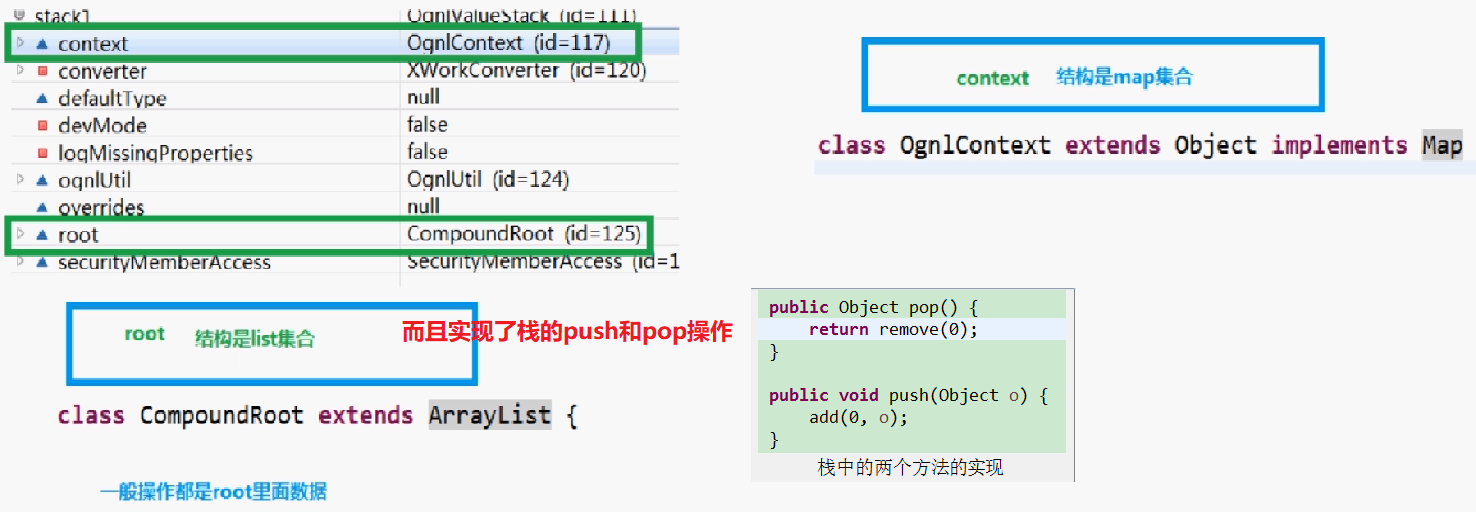 stack1 OgnlValueStack (id=111)
context OgnlContext (id=117)
converter XWorkConverter (id=120)
defaultType null
devMode false
logMissingProperties false
ognlUtil OgnlUtil (id=124)
overrides null
root CompoundRoot (id=125)
securityMemberAccess SecurityMemberAccess (id=1
context 结构是map集合
class OgnlContext extends Object implements Map
root 结构是list集合
而且实现了栈的push和pop操作
class CompoundRoot extends ArrayList {
一般操作都是root里面数据
public Object pop() {
return remove(0);
}
public void push(Object o) {
add(0, o);
}
栈中的两个方法的实现